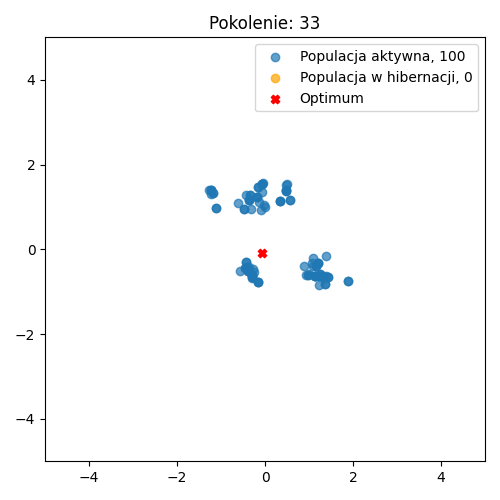 Pokolenie: 33
Populacja aktywna, 100
Populacja w hibernacji, 0
Optimum
4
2
0
−2
−4
−4
−2
0
2
4